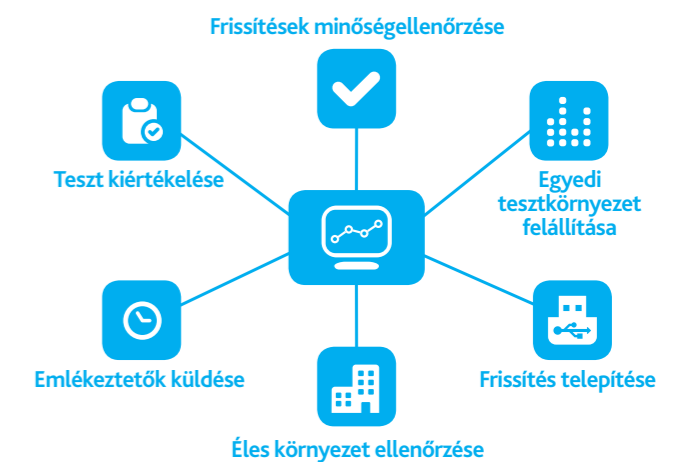 Frissítések minőségellenőrzése
Teszt kiértékelése
Egyedi
tesztkörnyezet
felállítása
Emlékeztetők küldése
Frissítés telepítése
Éles környezet ellenőrzése